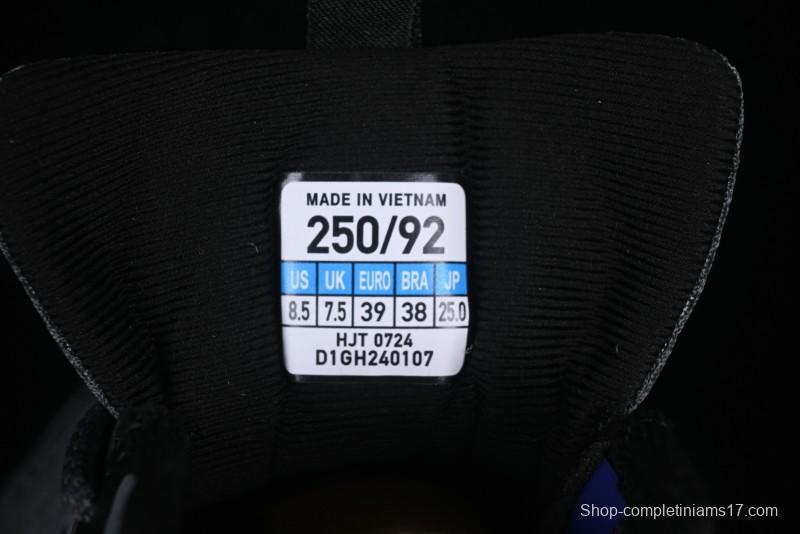 MADE IN VIETNAM
250/92
US UK EURO BRA JP
8.5 7.5 39 38 25.0
HJT 0724
D1GH240107
Shop-completiniams17.com